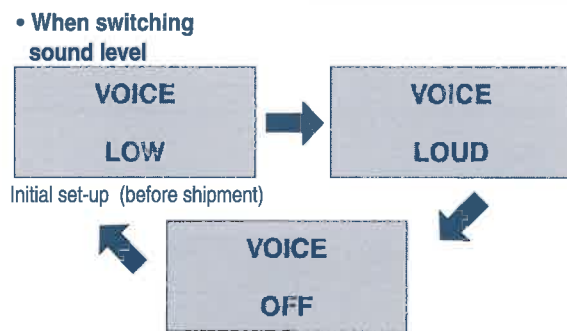 • When switching
sound level
VOICE
LOW
VOICE
LOUD
Initial set-up (before shipment)
VOICE
OFF